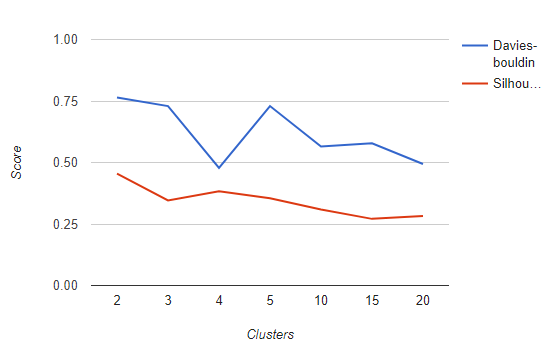 1.00
0.75
0.50
0.25
0.00
Score
2 3 4 5 10 15 20
Clusters
Davies-
bouldin
Silhou...